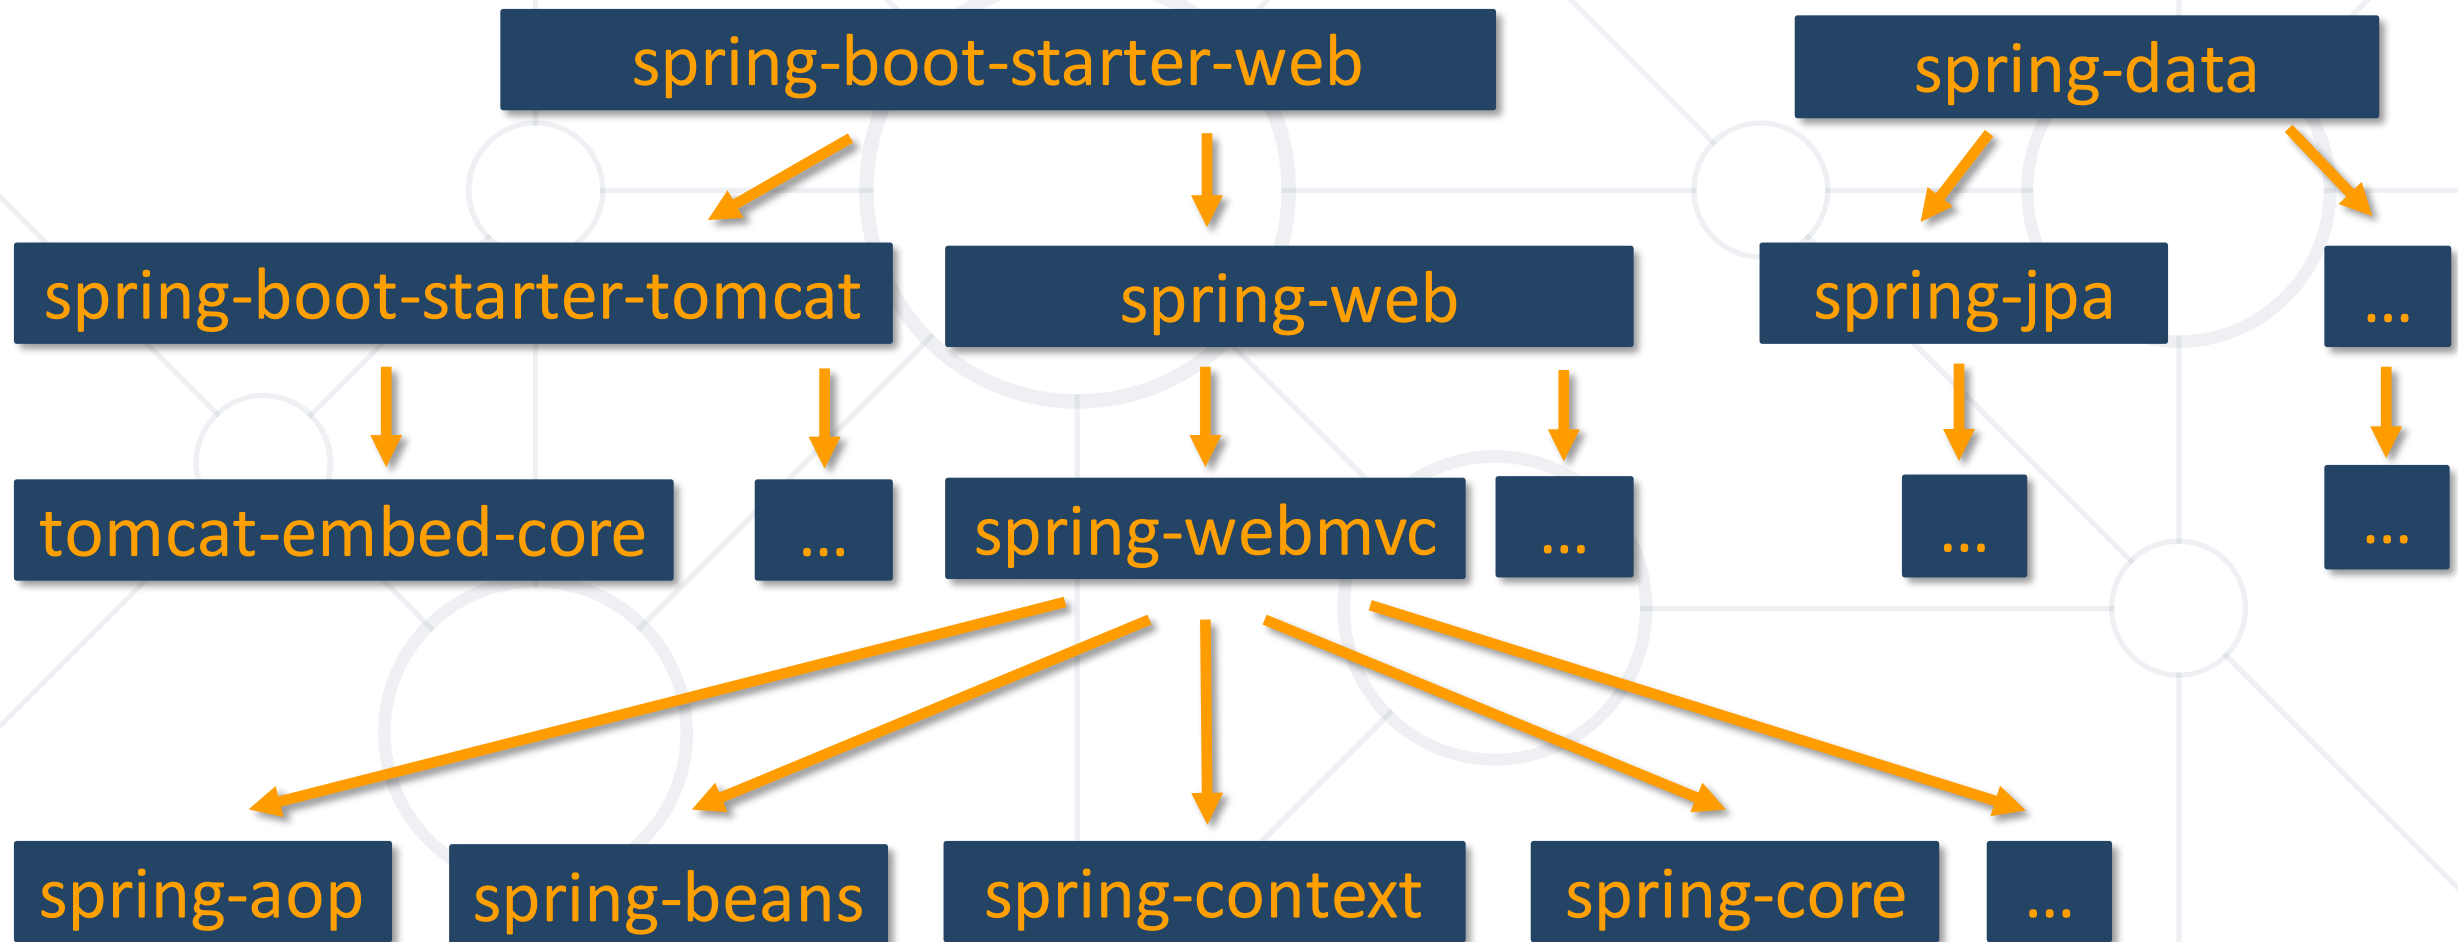 spring-boot-starter-web
spring-data
spring-boot-starter-tomcat
spring-web
spring-jpa
...
tomcat-embed-core
...
spring-webmvc
...
...
...
spring-aop
spring-beans
spring-context
spring-core
...